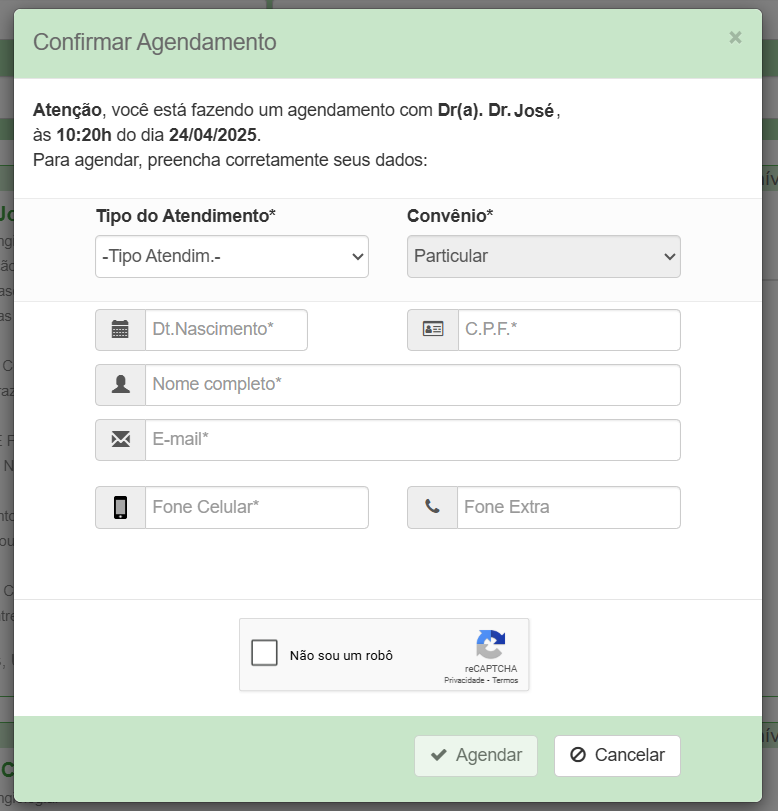 Confirmar Agendamento ×
Atenção, você está fazendo um agendamento com Dr(a). Dr. José,
às 10:20h do dia 24/04/2025.
Para agendar, preencha corretamente seus dados:
Tipo do Atendimento* Convênio*
-Tipo Atendim.- Particular
Dt.Nascimento* C.P.F.*
Nome completo*
E-mail*
Fone Celular* Fone Extra
Não sou um robô
reCAPTCHA
Privacidade - Termos
Agendar Cancelar